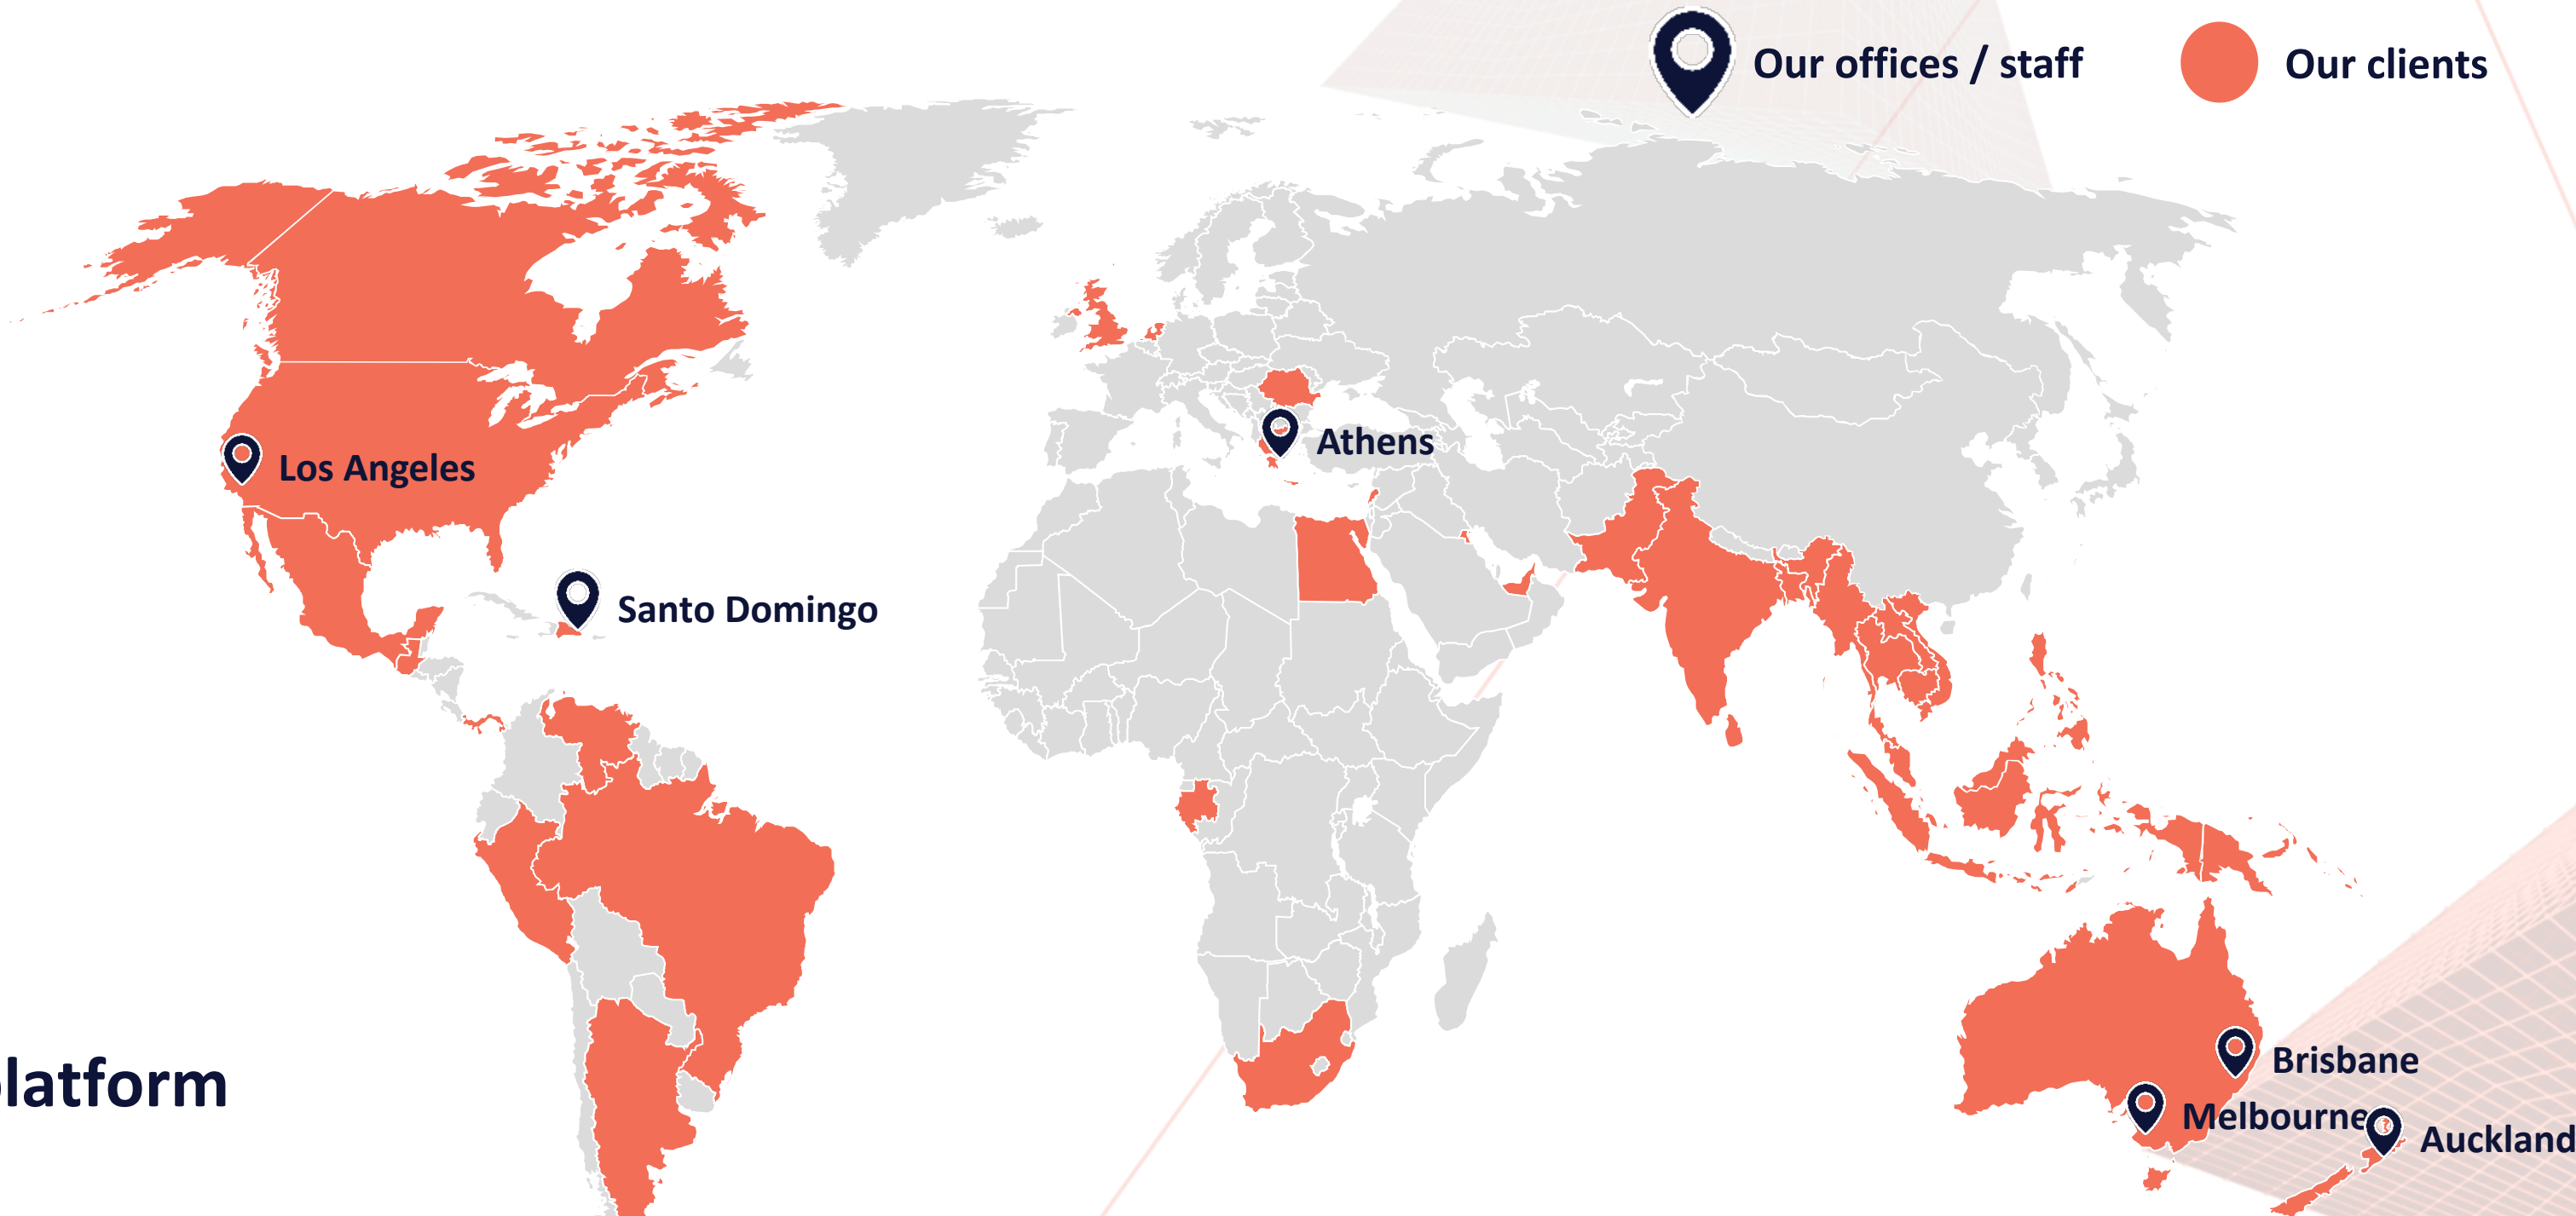 Our offices / staff
Our clients
Athens
Los Angeles
Santo Domingo
Brisbane
latform
Melbourne
Auckland